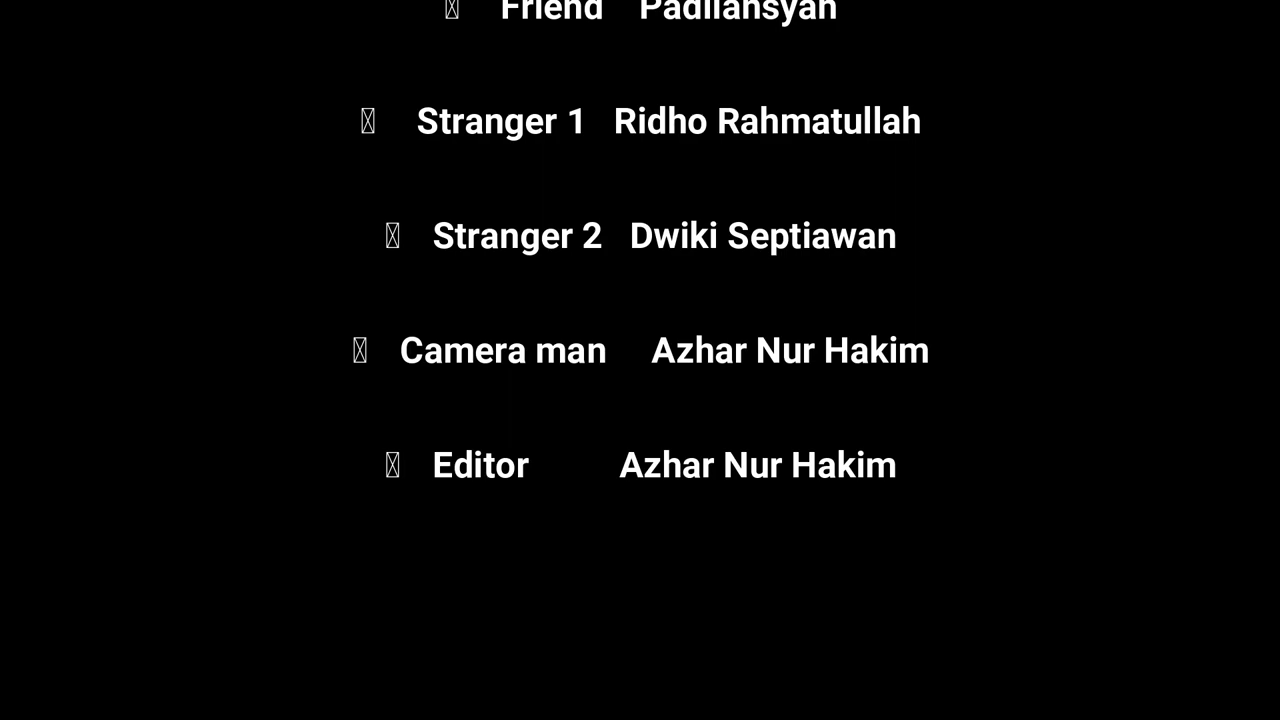 Friend Padliansyah
Stranger 1 Ridho Rahmatullah
Stranger 2 Dwiki Septiawan
Camera man Azhar Nur Hakim
Editor Azhar Nur Hakim